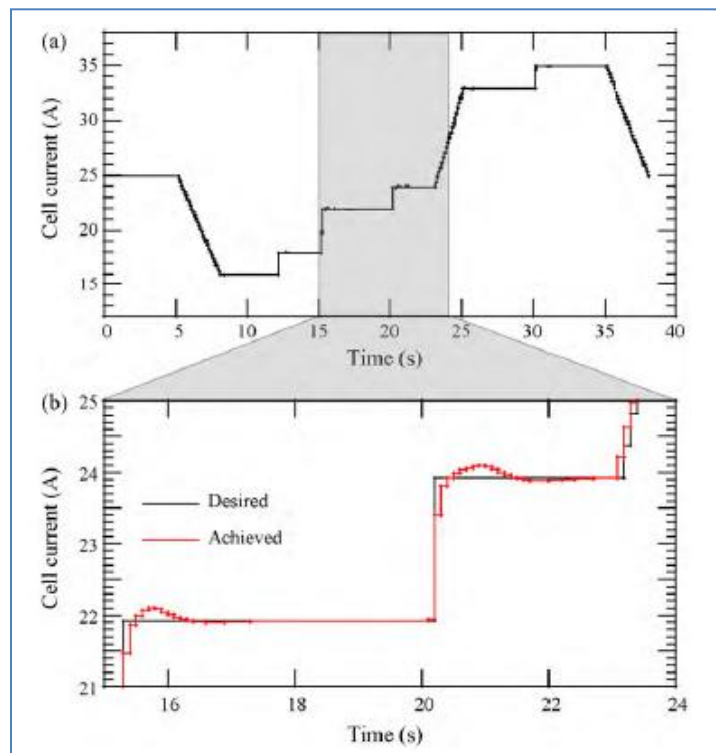 (a)
35
30
25
20
15
Cell current (A)
0 5 10 15 20 25 30 35 40
Time (s)
(b)
25
24
23
22
21
Cell current (A)
Desired
Achieved
16 18 20 22 24
Time (s)